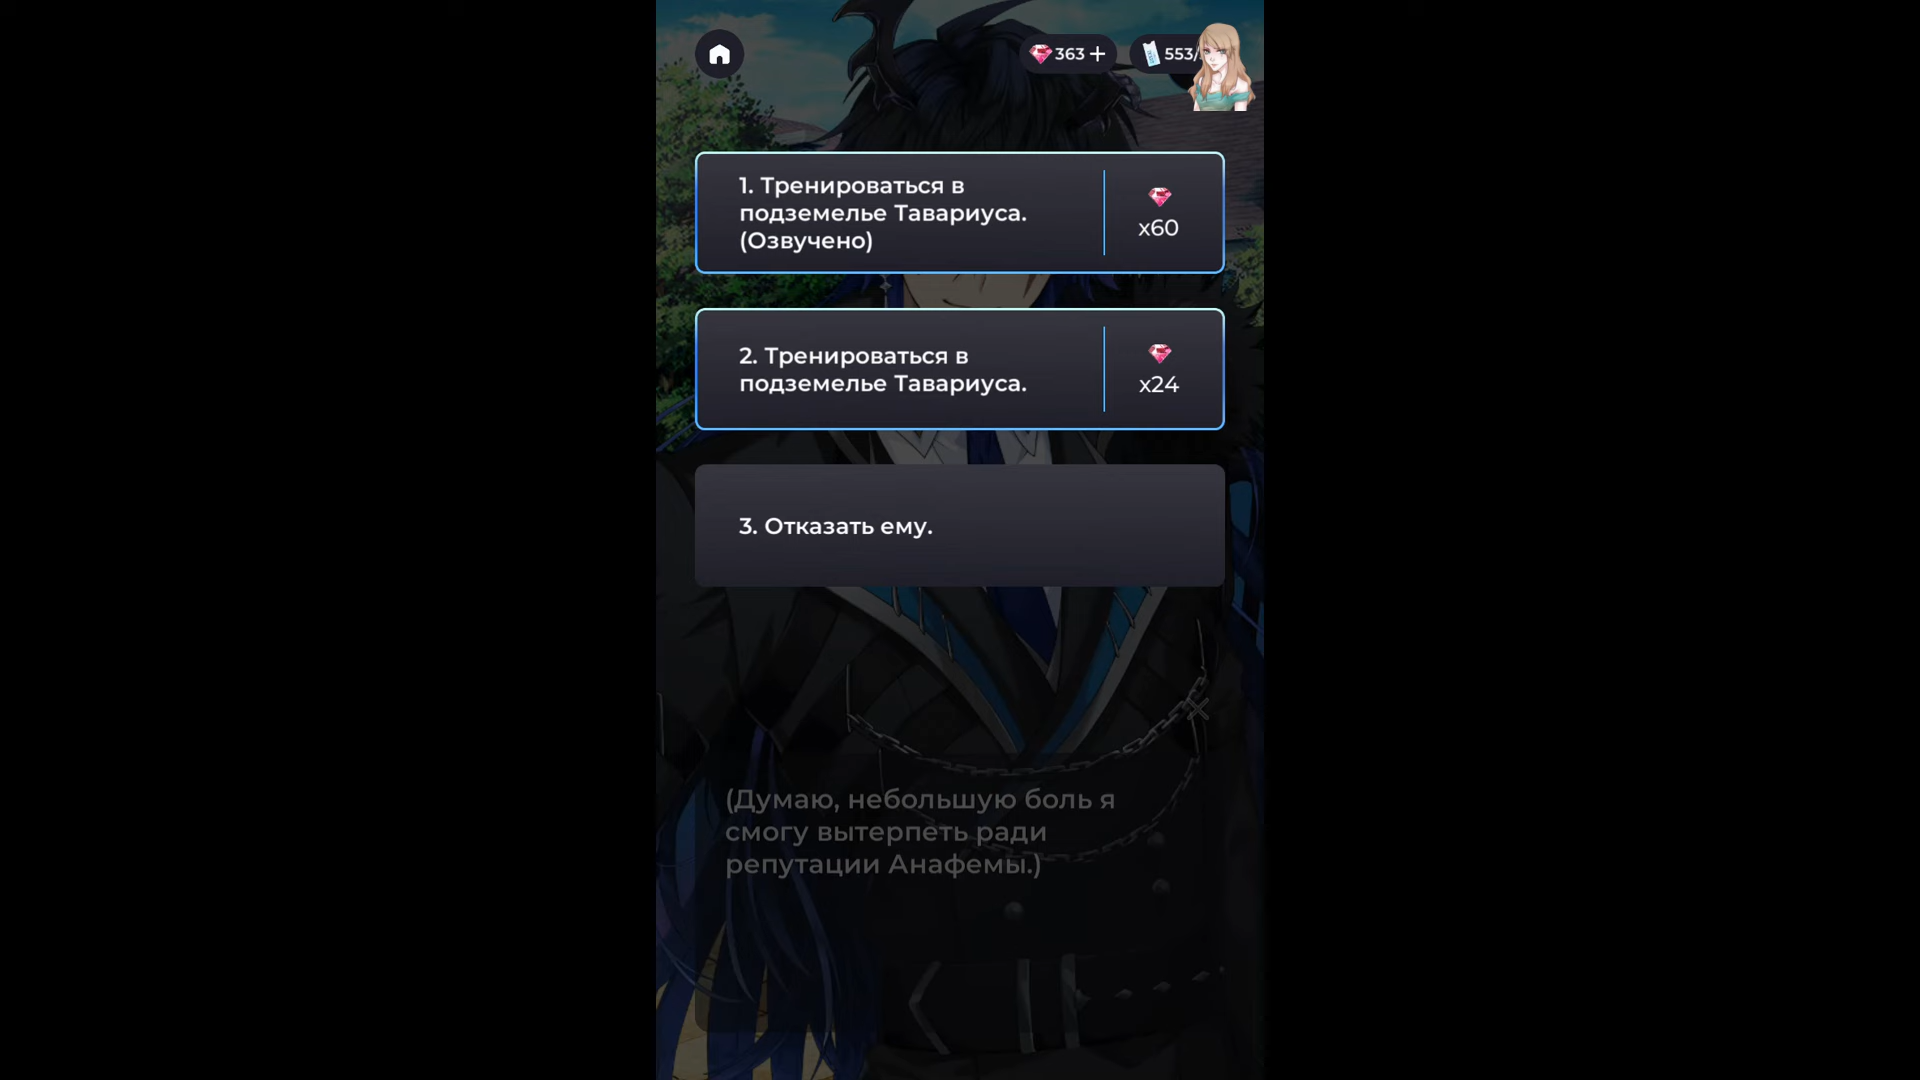 363 +
553/
1. Тренироваться в
подземелье Тавариуса.
(Озвучено)
x60
2. Тренироваться в
подземелье Тавариуса.
x24
3. Отказать ему.
(Думаю, небольшую боль я
смогу вытерпеть ради
репутации Анафемы.)